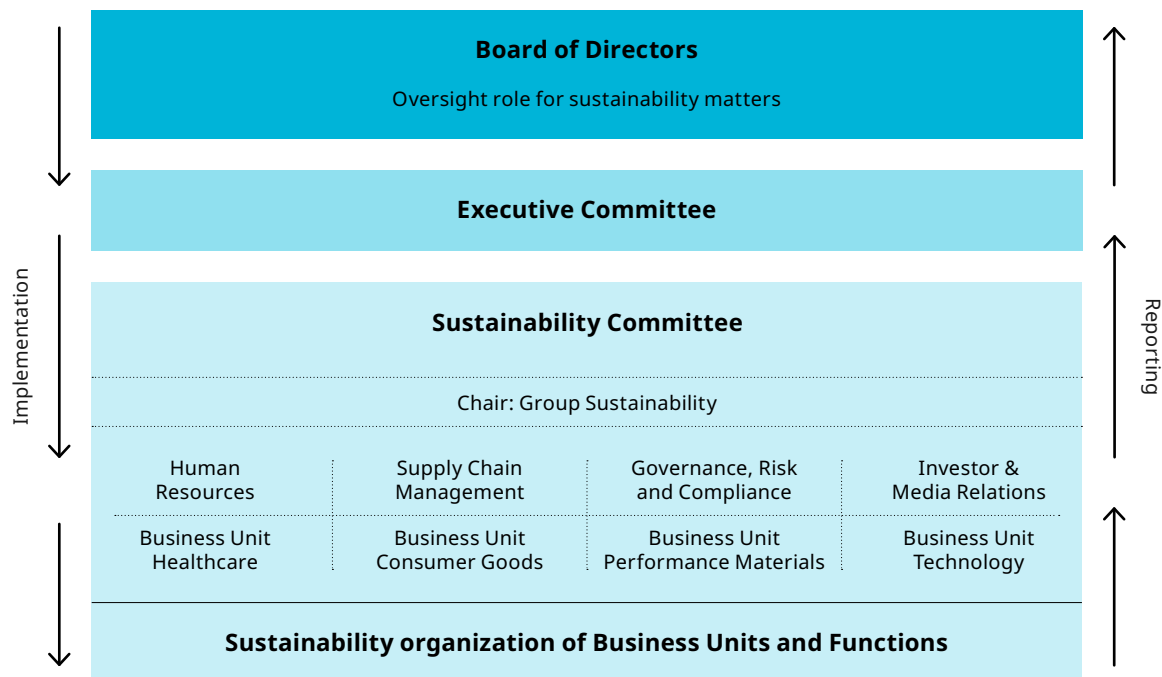 Board of Directors
Oversight role for sustainability matters
Executive Committee
Implementation
Sustainability Committee
Reporting
Chair: Group Sustainability
Human
Resources
Supply Chain
Management
Governance, Risk
and Compliance
Investor &
Media Relations
Business Unit
Healthcare
Business Unit
Consumer Goods
Business Unit
Performance Materials
Business Unit
Technology
Sustainability organization of Business Units and Functions